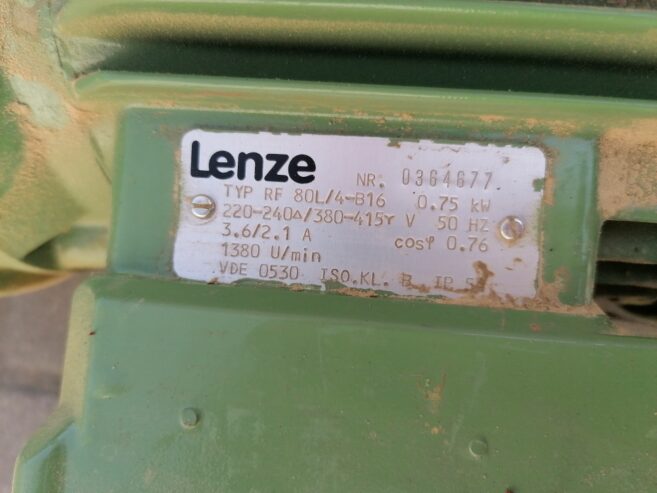 Lenze NR. 0364677
TYP RF 80L/4-B16 0.75 kW
220-240△/380-415Y V 50 HZ
3.6/2.1 A cosφ 0.76
1380 U/min
VDE 0530 ISO.KL. B IP